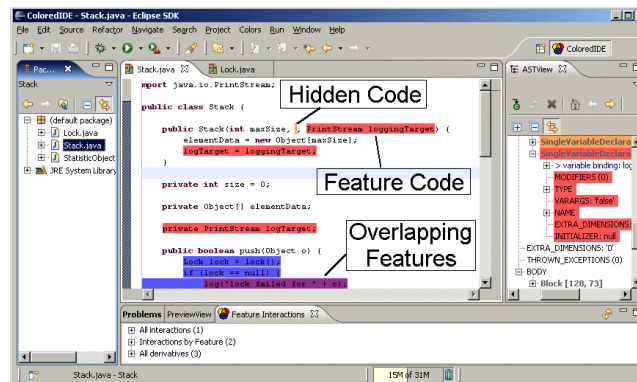 ColoredIDE - Stack.java - Eclipse SDK
File Edit Source Refactor Navigate Search Project Colors Run Window Help
ColoredIDE
Pac...
Stack.java
Lock.java
ASTView
Stack
import java.io.PrintStream;
Hidden Code
public class Stack {
(default package)
Lock.java
Stack.java
StatisticObject
JRE System Library
public Stack(int maxSize, , PrintStream loggingTarget) {
elementData = new Object[maxSize];
logTarget = loggingTarget;
}
Feature Code
private int size = 0;
private Object[] elementData;
private PrintStream logTarget;
Overlapping
Features
public boolean push(Object o) {
Lock lock = lock();
if (lock == null) {
log("lock failed for " + o);
SingleVariableDeclara
SingleVariableDeclara
> variable binding: log
MODIFIERS (0)
TYPE
VARARGS: 'false'
NAME
EXTRA_DIMENSIONS:
INITIALIZER: null
EXTRA_DIMENSIONS: '0'
THROWN_EXCEPTIONS (0)
BODY
Block [128, 73]
Problems PreviewView Feature Interactions
All interactions (1)
Interactions by Feature (2)
All derivatives (3)
Stack.java - Stack
15M of 31M